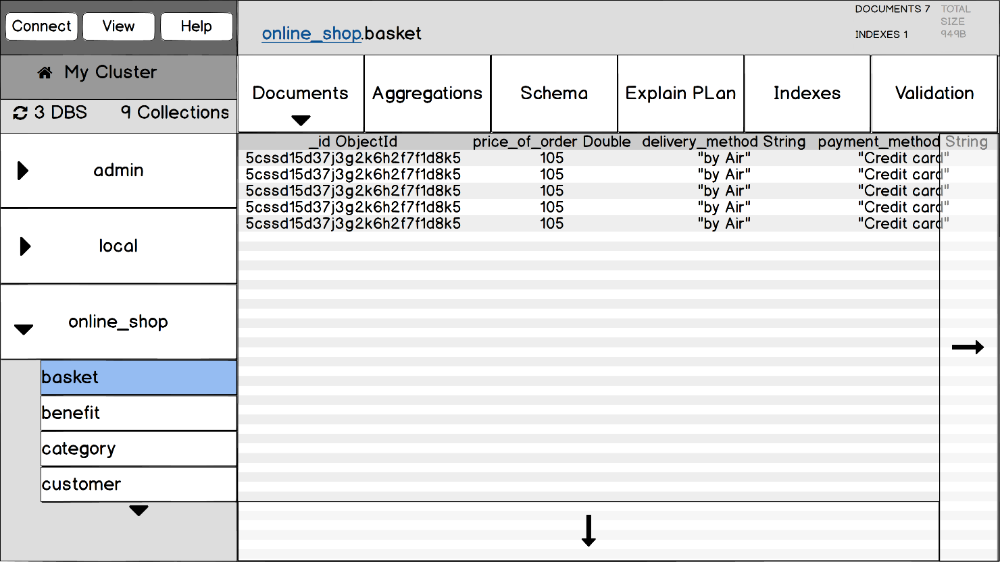 Connect View Help
online_shop.basket
DOCUMENTS 7
INDEXES 1
TOTAL
SIZE
949B
My Cluster
3 DBS 9 Collections
Documents Aggregations Schema Explain PLan Indexes Validation
admin
local
online_shop
basket
benefit
category
customer
_id ObjectId price_of_order Double delivery_method String payment_method String
5cssd15d37j3g2k6h2f7f1d8k5 105 "by Air" "Credit card"
5cssd15d37j3g2k6h2f7f1d8k5 105 "by Air" "Credit card"
5cssd15d37j3g2k6h2f7f1d8k5 105 "by Air" "Credit card"
5cssd15d37j3g2k6h2f7f1d8k5 105 "by Air" "Credit card"
5cssd15d37j3g2k6h2f7f1d8k5 105 "by Air" "Credit card"